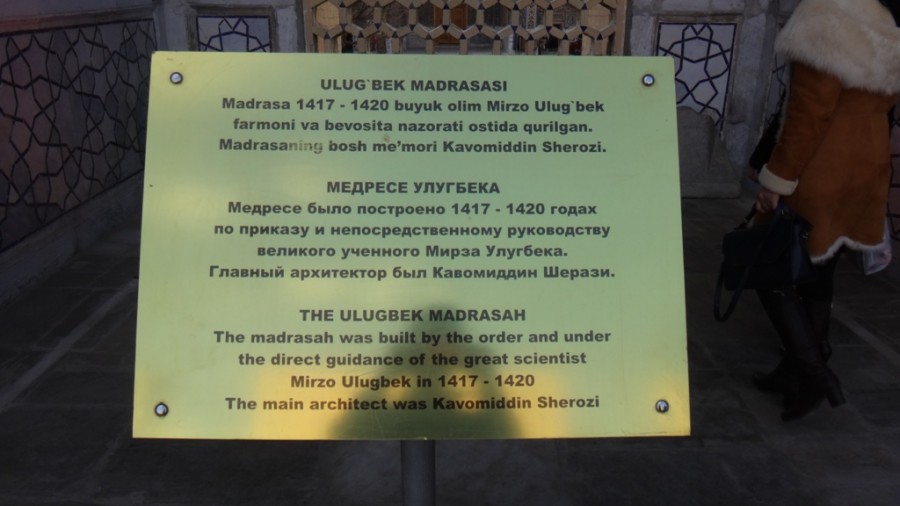 ULUG`BEK MADRASASI
Madrasa 1417 - 1420 buyuk olim Mirzo Ulug`bek
farmoni va bevosita nazorati ostida qurilgan.
Madrasaning bosh me’mori Kavomiddin Sherozi.
МЕДРЕСЕ УЛУГБЕКА
Медресе было построено 1417 - 1420 годах
по приказу и непосредственному руководству
великого ученного Мирза Улугбека.
Главный архитектор был Кавомиддин Шерази.
THE ULUGBEK MADRASAH
The madrasah was built by the order and under
the direct guidance of the great scientist
Mirzo Ulugbek in 1417 - 1420
The main architect was Kavomiddin Sherozi